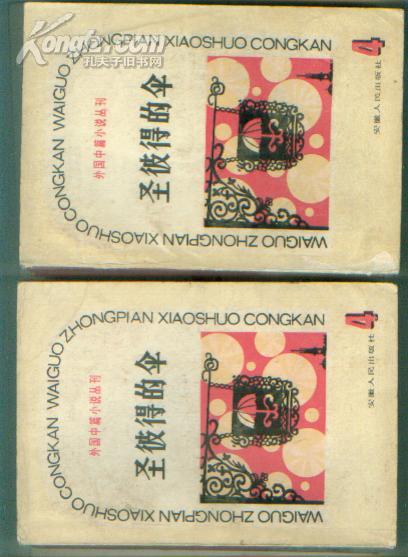 Kongfz.com
孔夫子旧书网
WAIGUO ZHONGPIAN XIAOSHUO CONGKAN WAIGUO ZHONGPIAN XIAOSHUO CONGKAN
外国中篇小说丛刊
圣彼得的伞
4
安徽人民出版社
WAIGUO ZHONGPIAN XIAOSHUO CONGKAN WAIGUO ZHONGPIAN XIAOSHUO CONGKAN
外国中篇小说丛刊
圣彼得的伞
4
安徽人民出版社